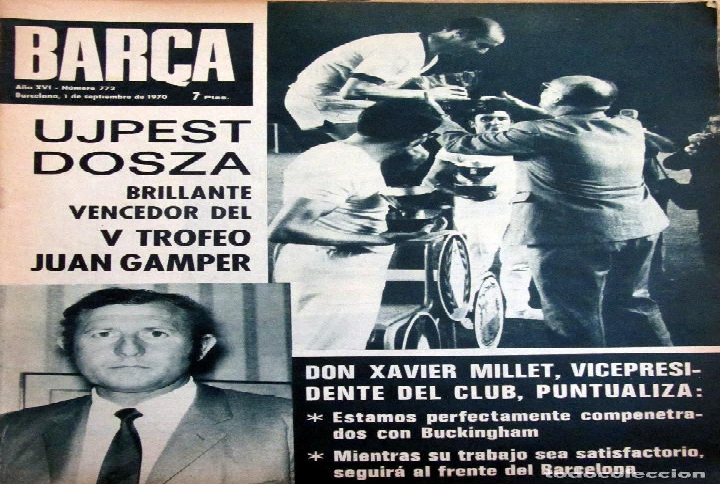 BARÇA
Año XVI - Número 773
Barcelona, 1 de septiembre de 1970
7 Ptas.
UJPEST
DOSZA
BRILLANTE
VENCEDOR DEL
V TROFEO
JUAN GAMPER
DON XAVIER MILLET, VICEPRESI-
DENTE DEL CLUB, PUNTUALIZA:
* Estamos perfectamente compenetra-
dos con Buckingham
* Mientras su trabajo sea satisfactorio,
seguirá al frente del Barcelona
todocoleccion